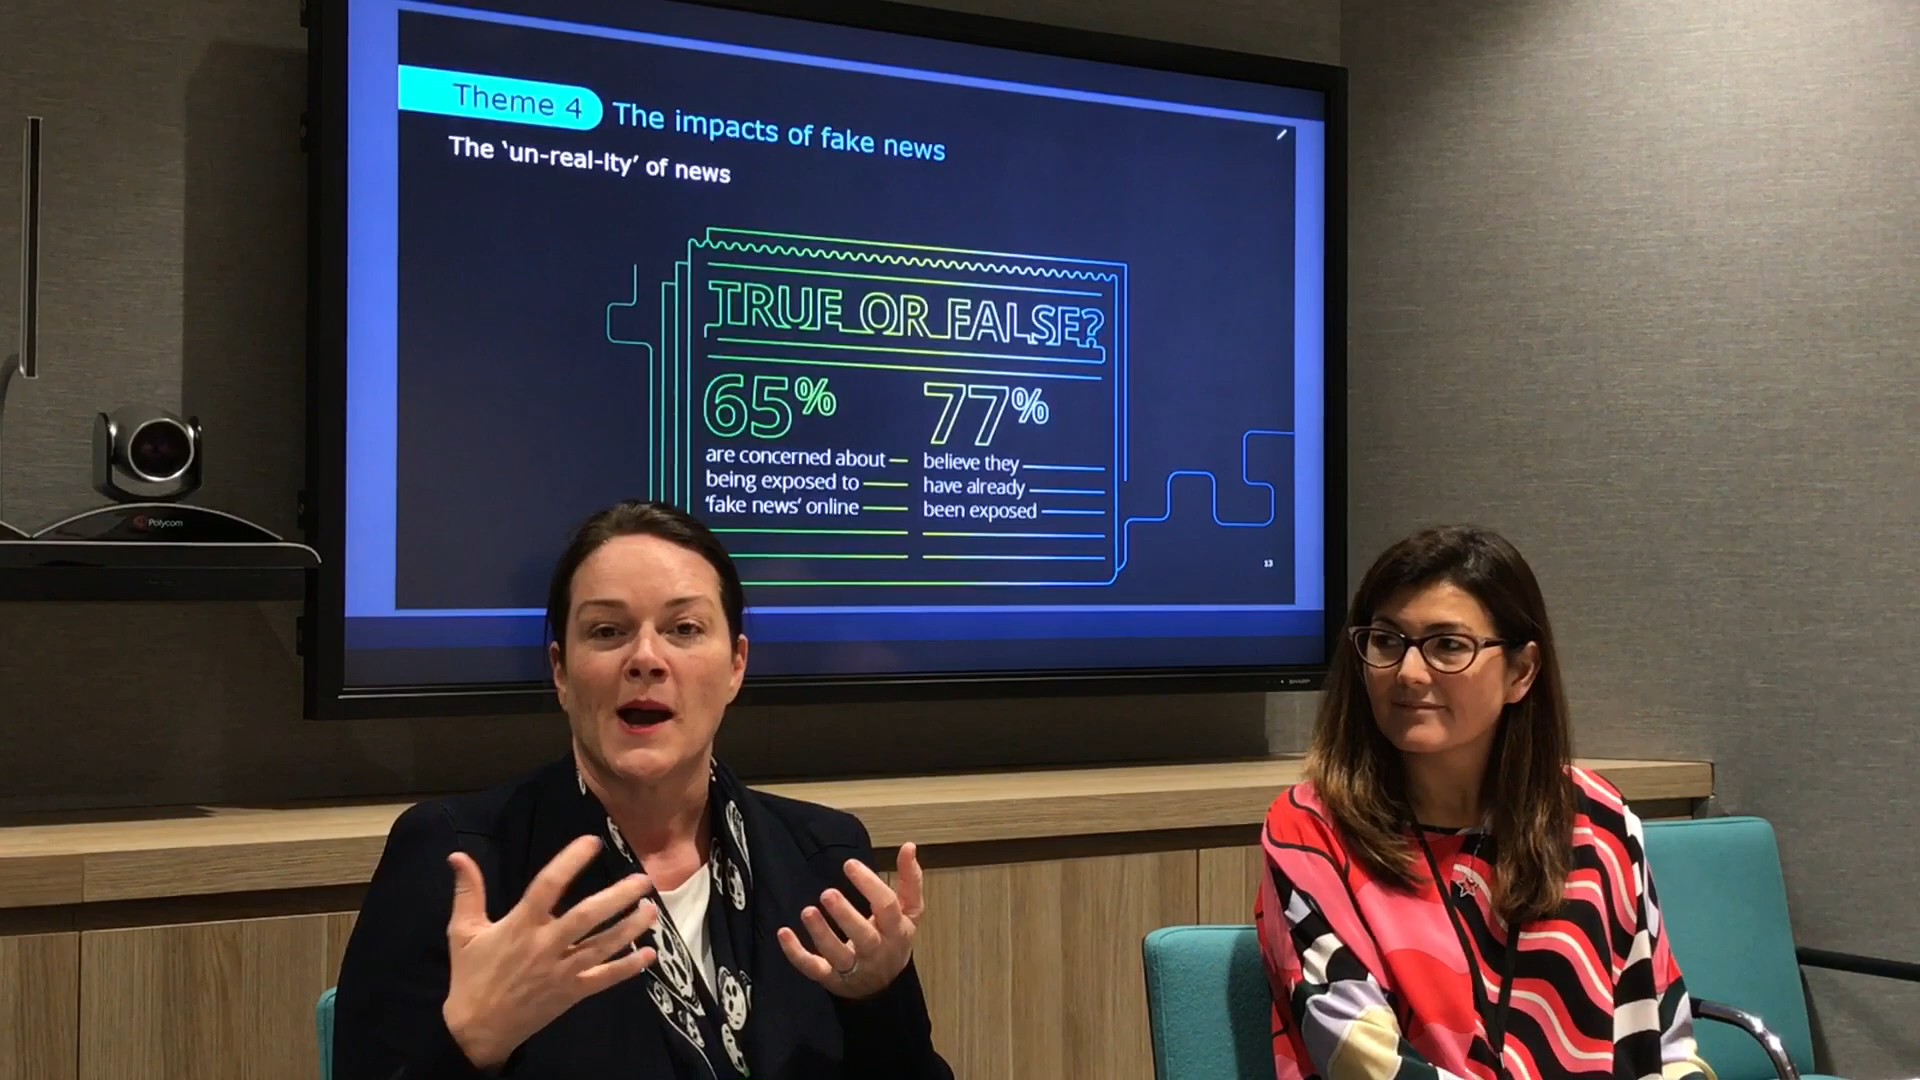 Theme 4 The impacts of fake news
The ‘un-real-ity’ of news
TRUE OR FALSE?
65%
are concerned about
being exposed to
‘fake news’ online
77%
believe they
have already
been exposed
13
Polycom
SHARP